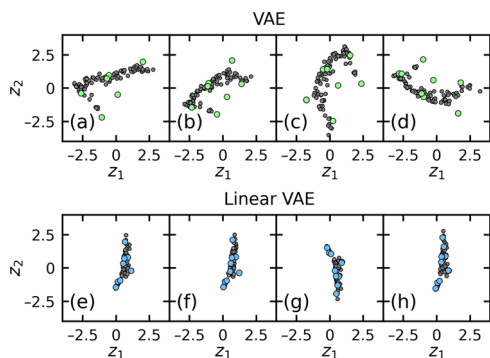 VAE
2.5
0
−2.5
z2
(a) (b) (c) (d)
−2.5 0 2.5 −2.5 0 2.5 −2.5 0 2.5 −2.5 0 2.5
z1 z1 z1 z1
Linear VAE
2.5
0
−2.5
z2
(e) (f) (g) (h)
−2.5 0 2.5 −2.5 0 2.5 −2.5 0 2.5 −2.5 0 2.5
z1 z1 z1 z1